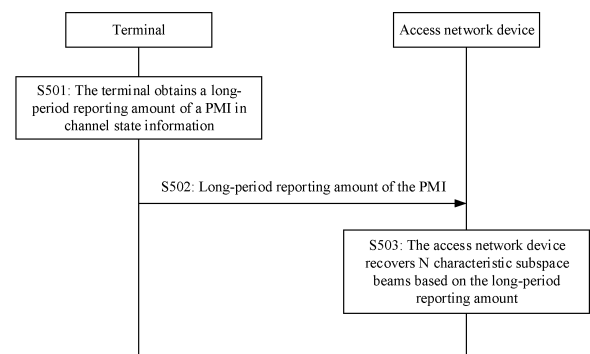 Terminal
Access network device
S501: The terminal obtains a long-
period reporting amount of a PMI in
channel state information
S502: Long-period reporting amount of the PMI
S503: The access network device
recovers N characteristic subspace
beams based on the long-period
reporting amount